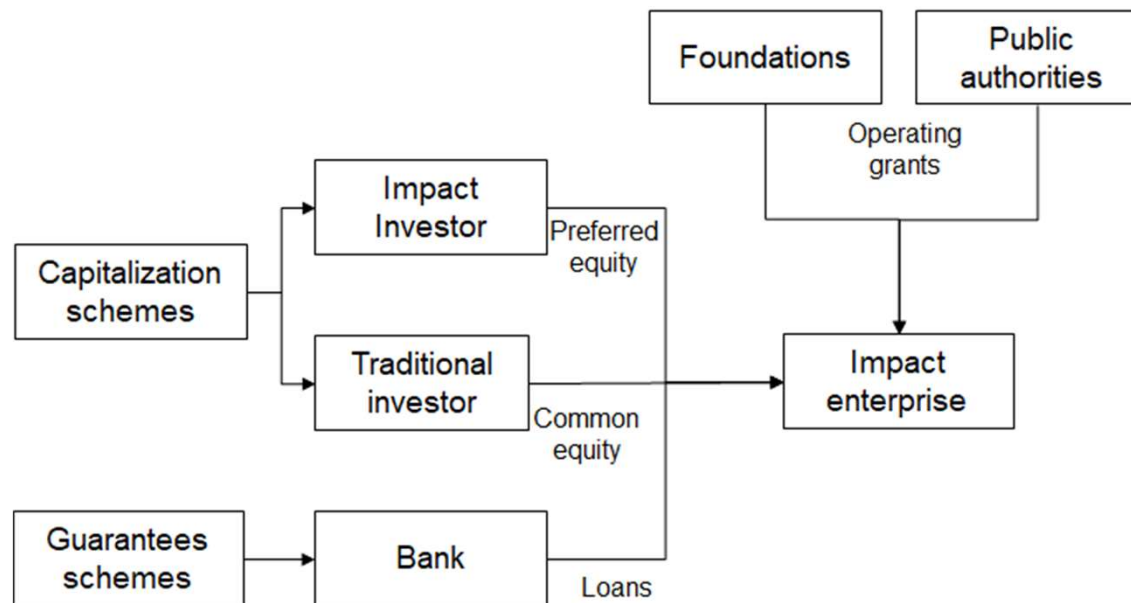 Foundations
Public
authorities
Operating
grants
Impact
Investor
Preferred
equity
Capitalization
schemes
Traditional
investor
Common
equity
Impact
enterprise
Guarantees
schemes
Bank
Loans